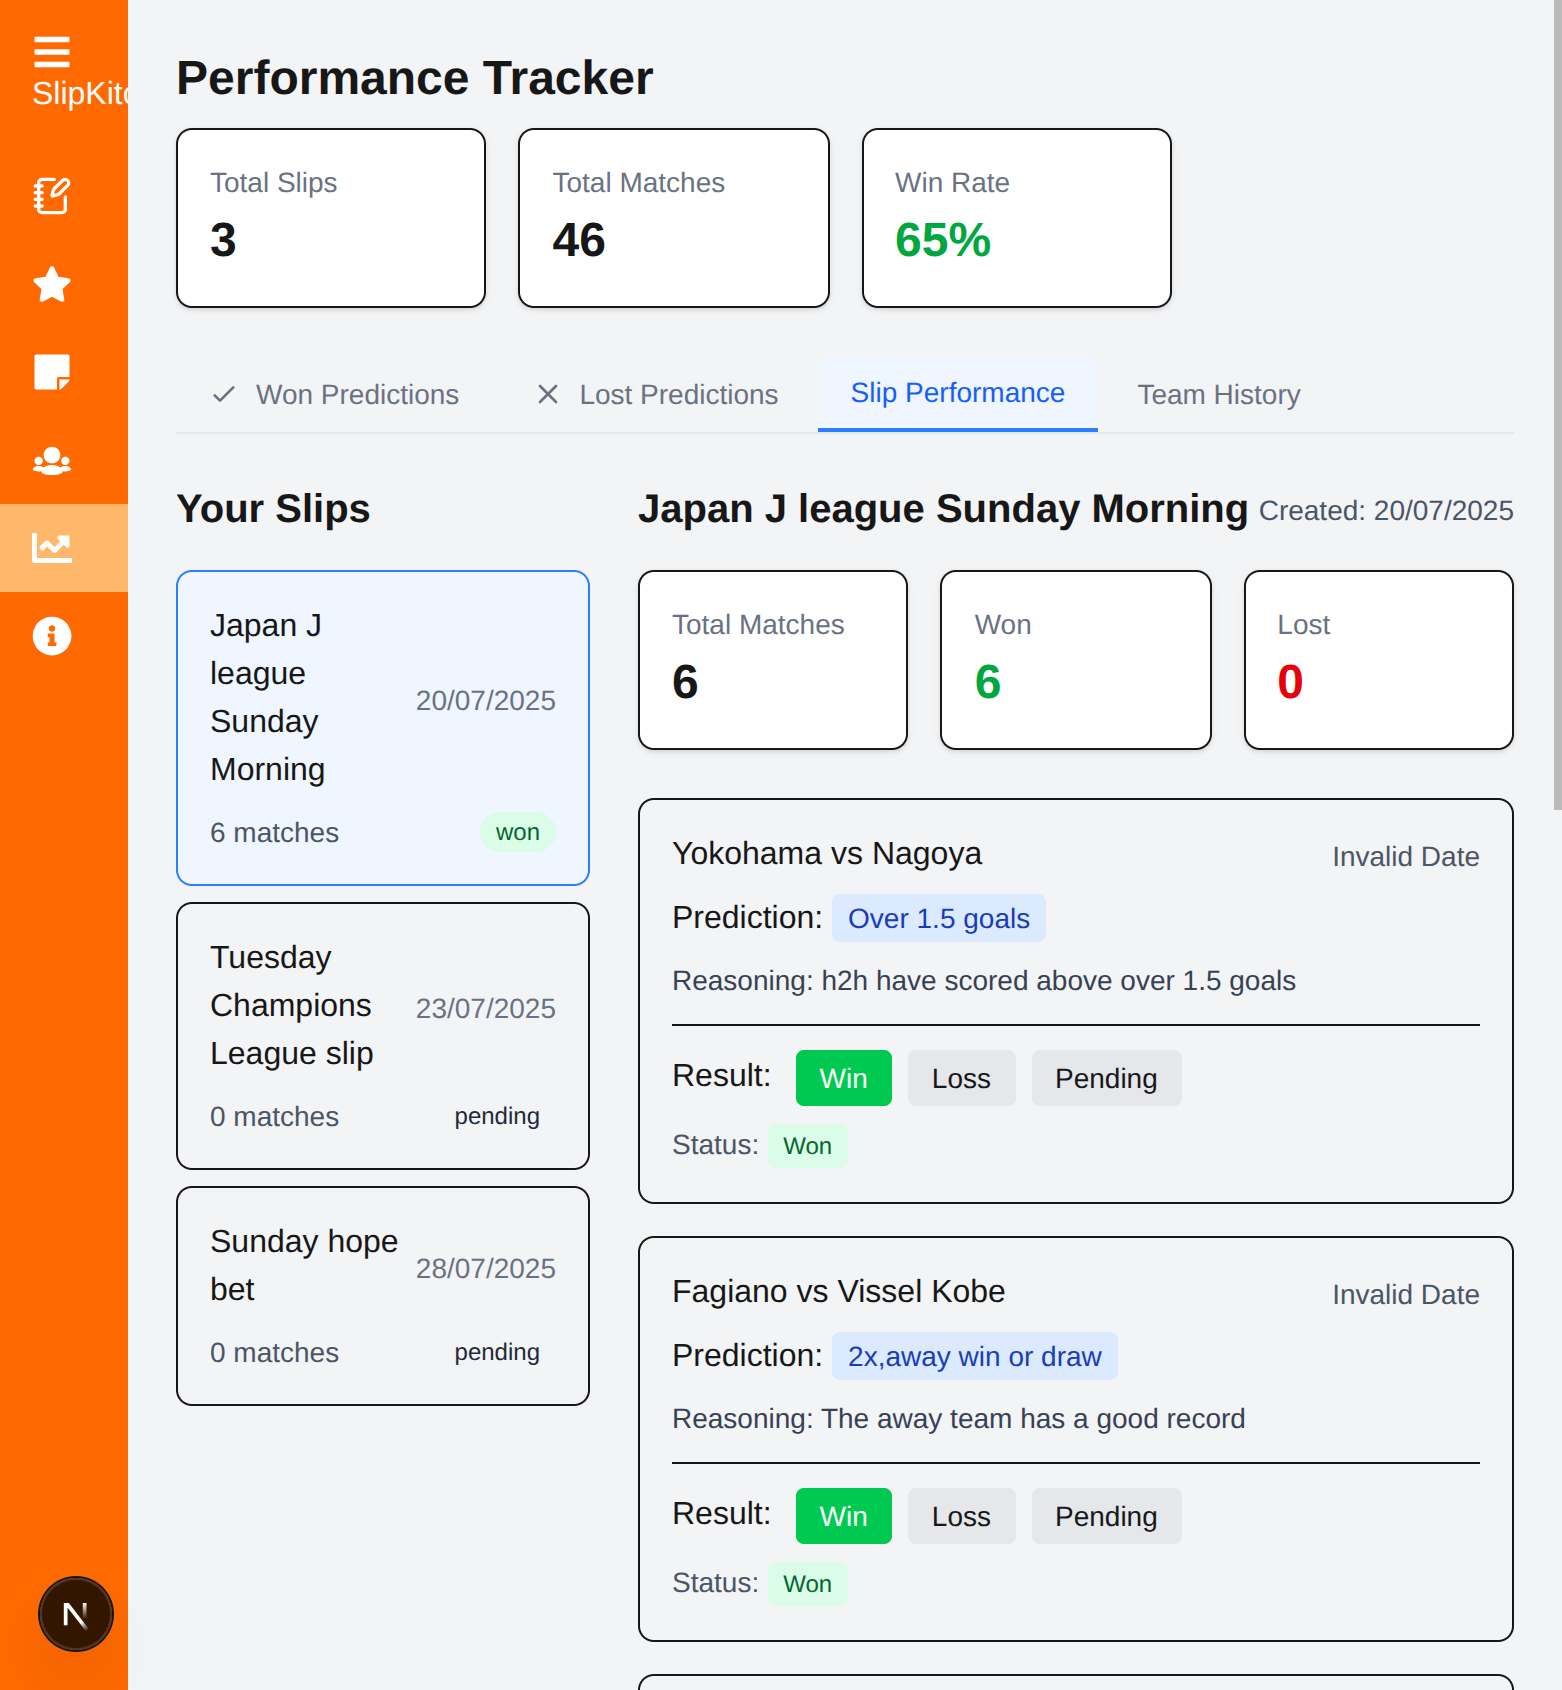 SlipKitc
Performance Tracker
Total Slips
3
Total Matches
46
Win Rate
65%
Won Predictions
Lost Predictions
Slip Performance
Team History
Your Slips
Japan J
league
Sunday
Morning
20/07/2025
6 matches
won
Tuesday
Champions
League slip
23/07/2025
0 matches
pending
Sunday hope
bet
28/07/2025
0 matches
pending
Japan J league Sunday Morning
Created: 20/07/2025
Total Matches
6
Won
6
Lost
0
Yokohama vs Nagoya
Invalid Date
Prediction: Over 1.5 goals
Reasoning: h2h have scored above over 1.5 goals
Result: Win Loss Pending
Status: Won
Fagiano vs Vissel Kobe
Invalid Date
Prediction: 2x,away win or draw
Reasoning: The away team has a good record
Result: Win Loss Pending
Status: Won
N